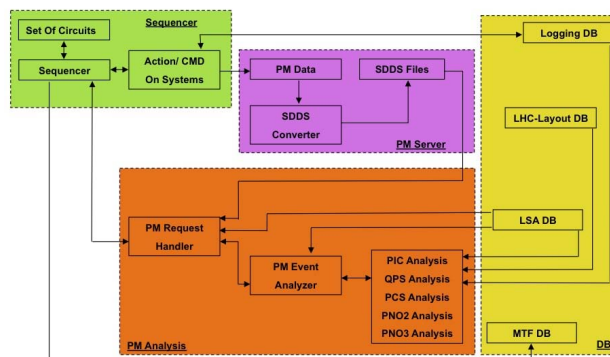 Sequencer
Set Of Circuits
Sequencer
Action/ CMD
On Systems
PM Data
SDDS Files
SDDS
Converter
PM Server
Logging DB
LHC-Layout DB
LSA DB
MTF DB
DB
PM Request
Handler
PM Event
Analyzer
PIC Analysis
QPS Analysis
PCS Analysis
PNO2 Analysis
PNO3 Analysis
PM Analysis